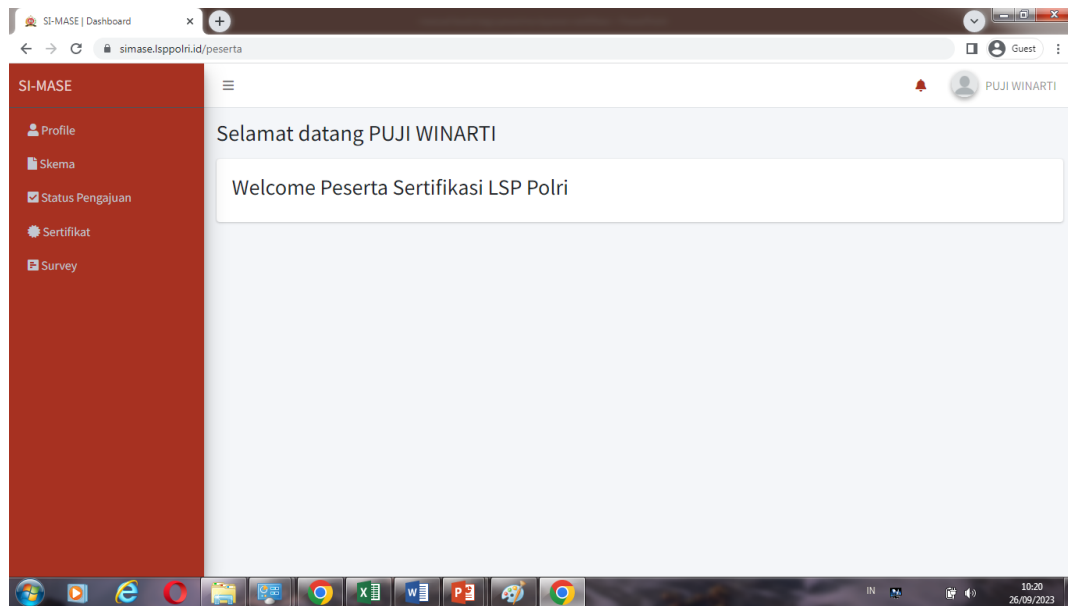 SI-MASE | Dashboard
simase.lsppolri.id/peserta
Guest
SI-MASE
PUJI WINARTI
Profile
Skema
Status Pengajuan
Sertifikat
Survey
Selamat datang PUJI WINARTI
Welcome Peserta Sertifikasi LSP Polri
IN
10:20
26/09/2023